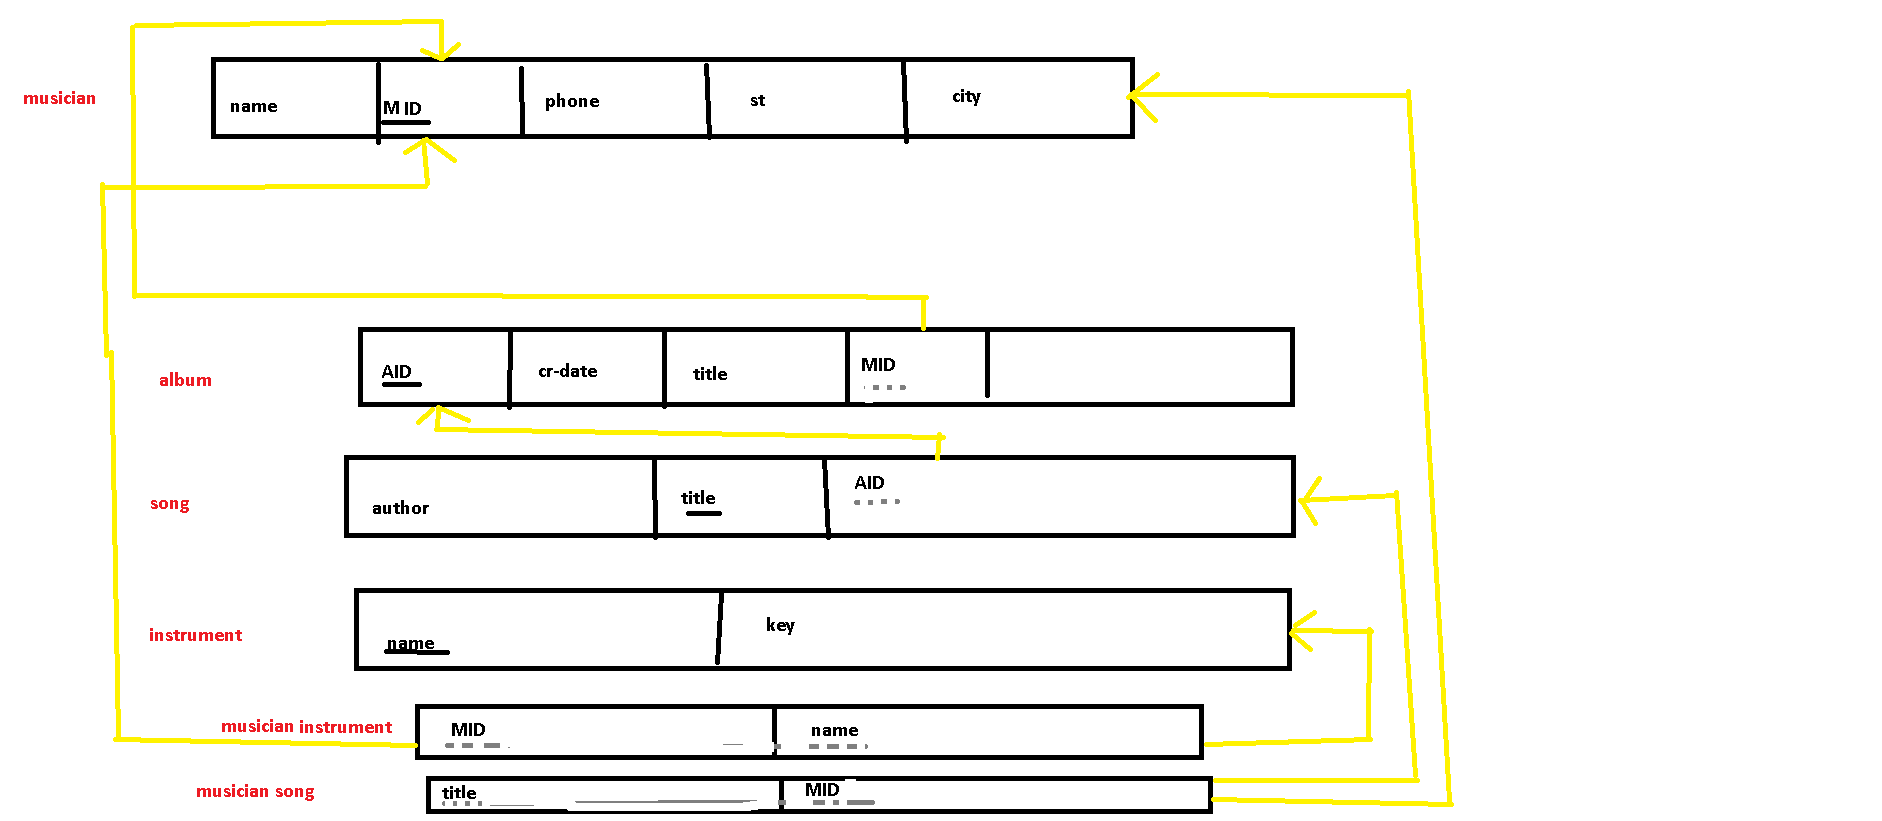 musician
name
M ID
phone
st
city
album
AID
cr-date
title
MID
song
author
title
AID
instrument
name
key
musician instrument
MID
name
musician song
title
MID